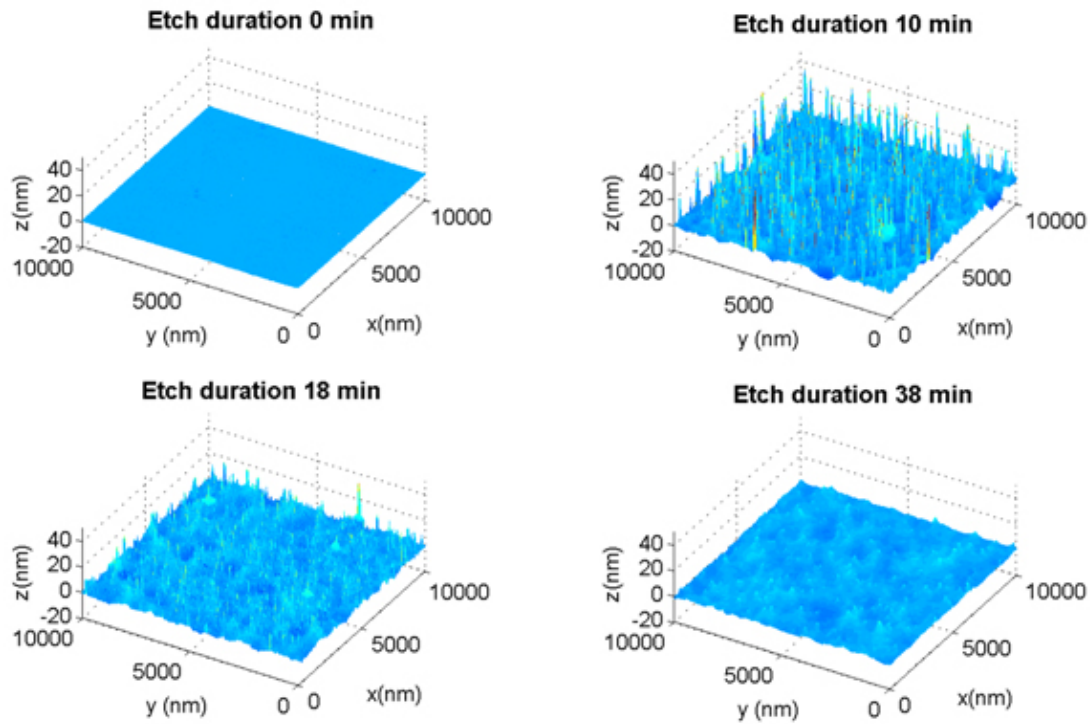 Etch duration 0 min
40
20
0
-20
z(nm)
10000
5000
0
y (nm)
0
5000
10000
x(nm)
Etch duration 10 min
40
20
0
-20
z(nm)
10000
5000
0
y (nm)
0
5000
10000
x(nm)
Etch duration 18 min
40
20
0
-20
z(nm)
10000
5000
0
y (nm)
0
5000
10000
x(nm)
Etch duration 38 min
40
20
0
-20
z(nm)
10000
5000
0
y (nm)
0
5000
10000
x(nm)